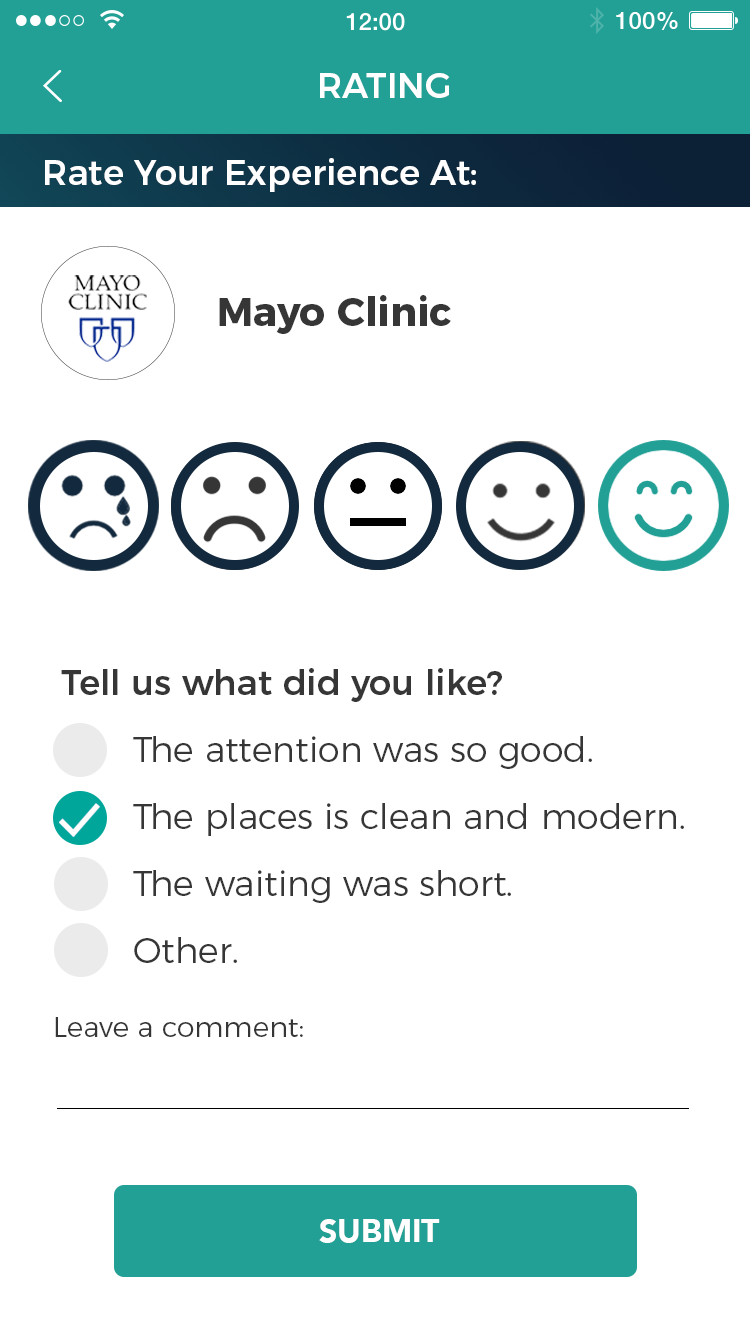 12:00
100%
RATING
Rate Your Experience At:
MAYO
CLINIC
Mayo Clinic
Tell us what did you like?
The attention was so good.
The places is clean and modern.
The waiting was short.
Other.
Leave a comment:
SUBMIT